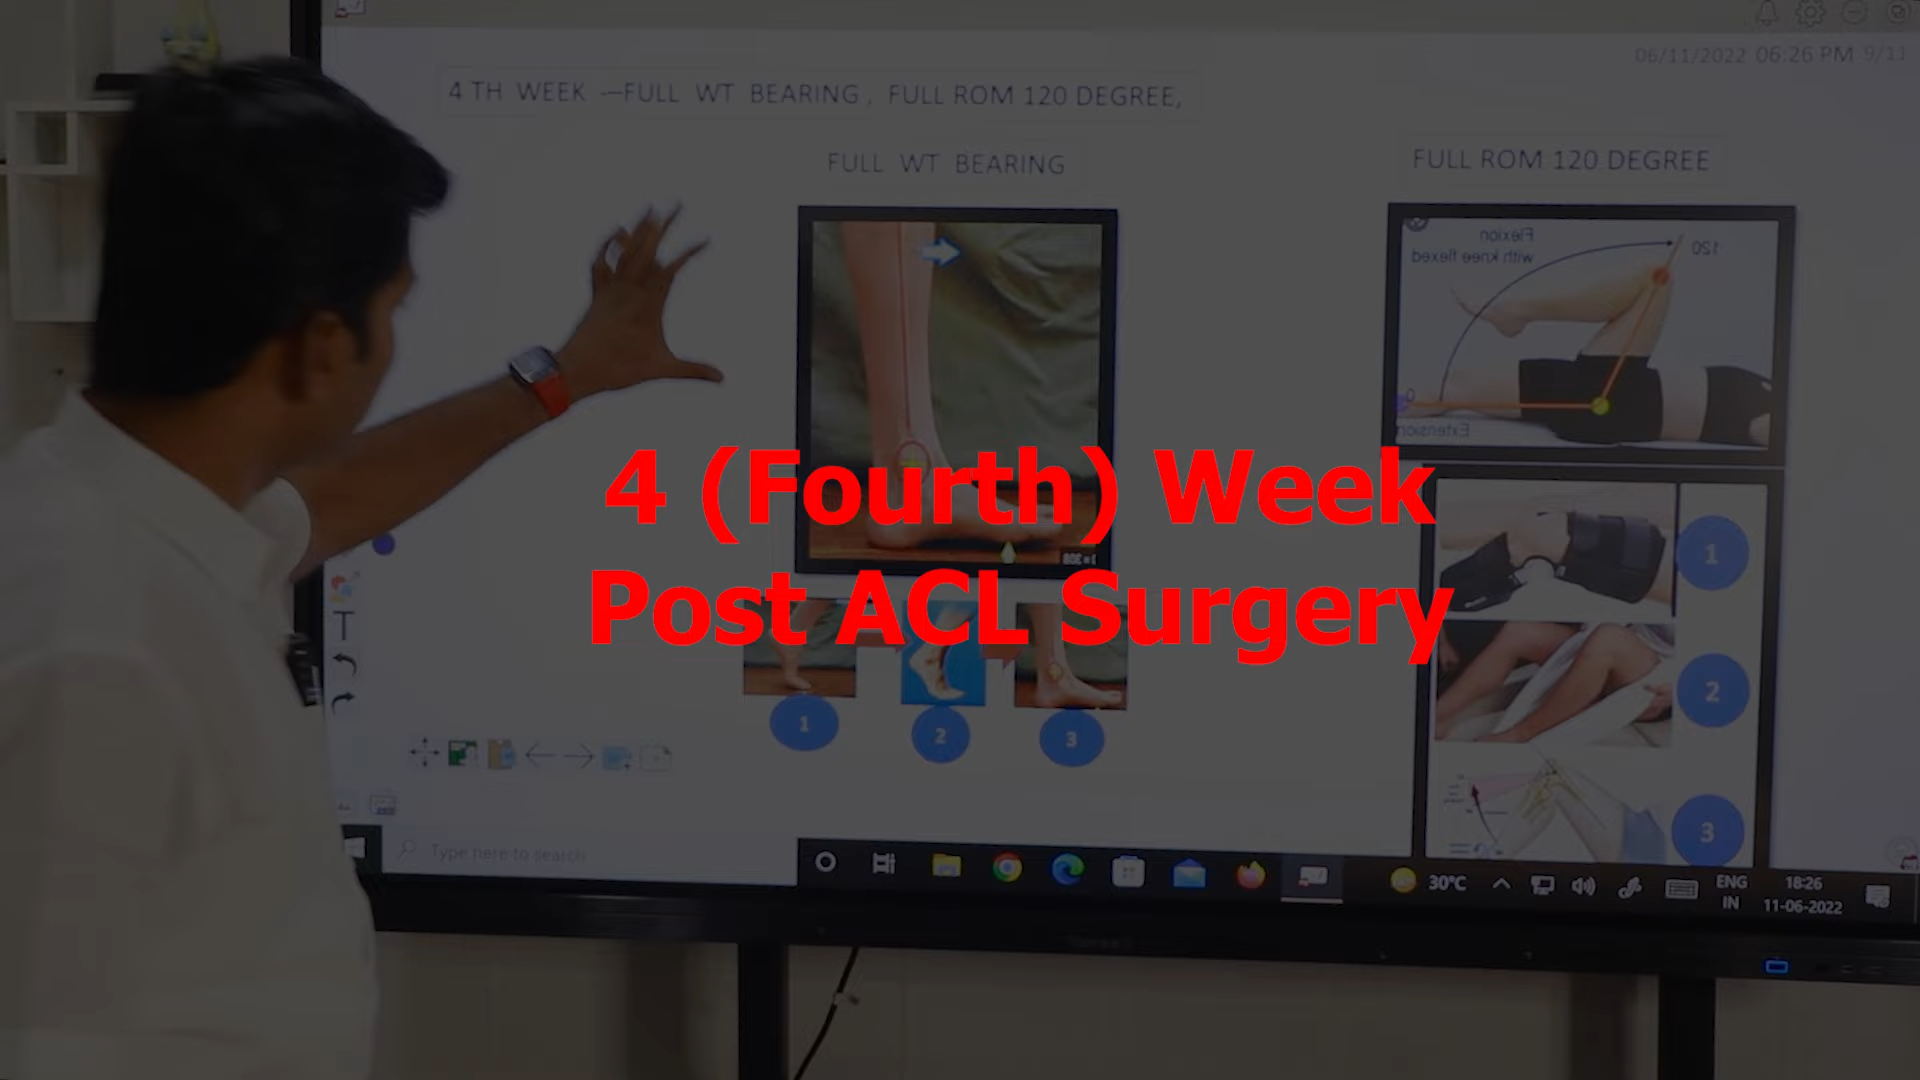 06/11/2022 06:26 PM 9/11
4 TH WEEK —FULL WT BEARING, FULL ROM 120 DEGREE,
FULL WT BEARING
FULL ROM 120 DEGREE
Flexion
with knee flexed
120
0
Extension
4 (Fourth) Week
Post ACL Surgery
1
2
3
1
2
3
Type here to search
30°C
ENG
IN
18:26
11-06-2022